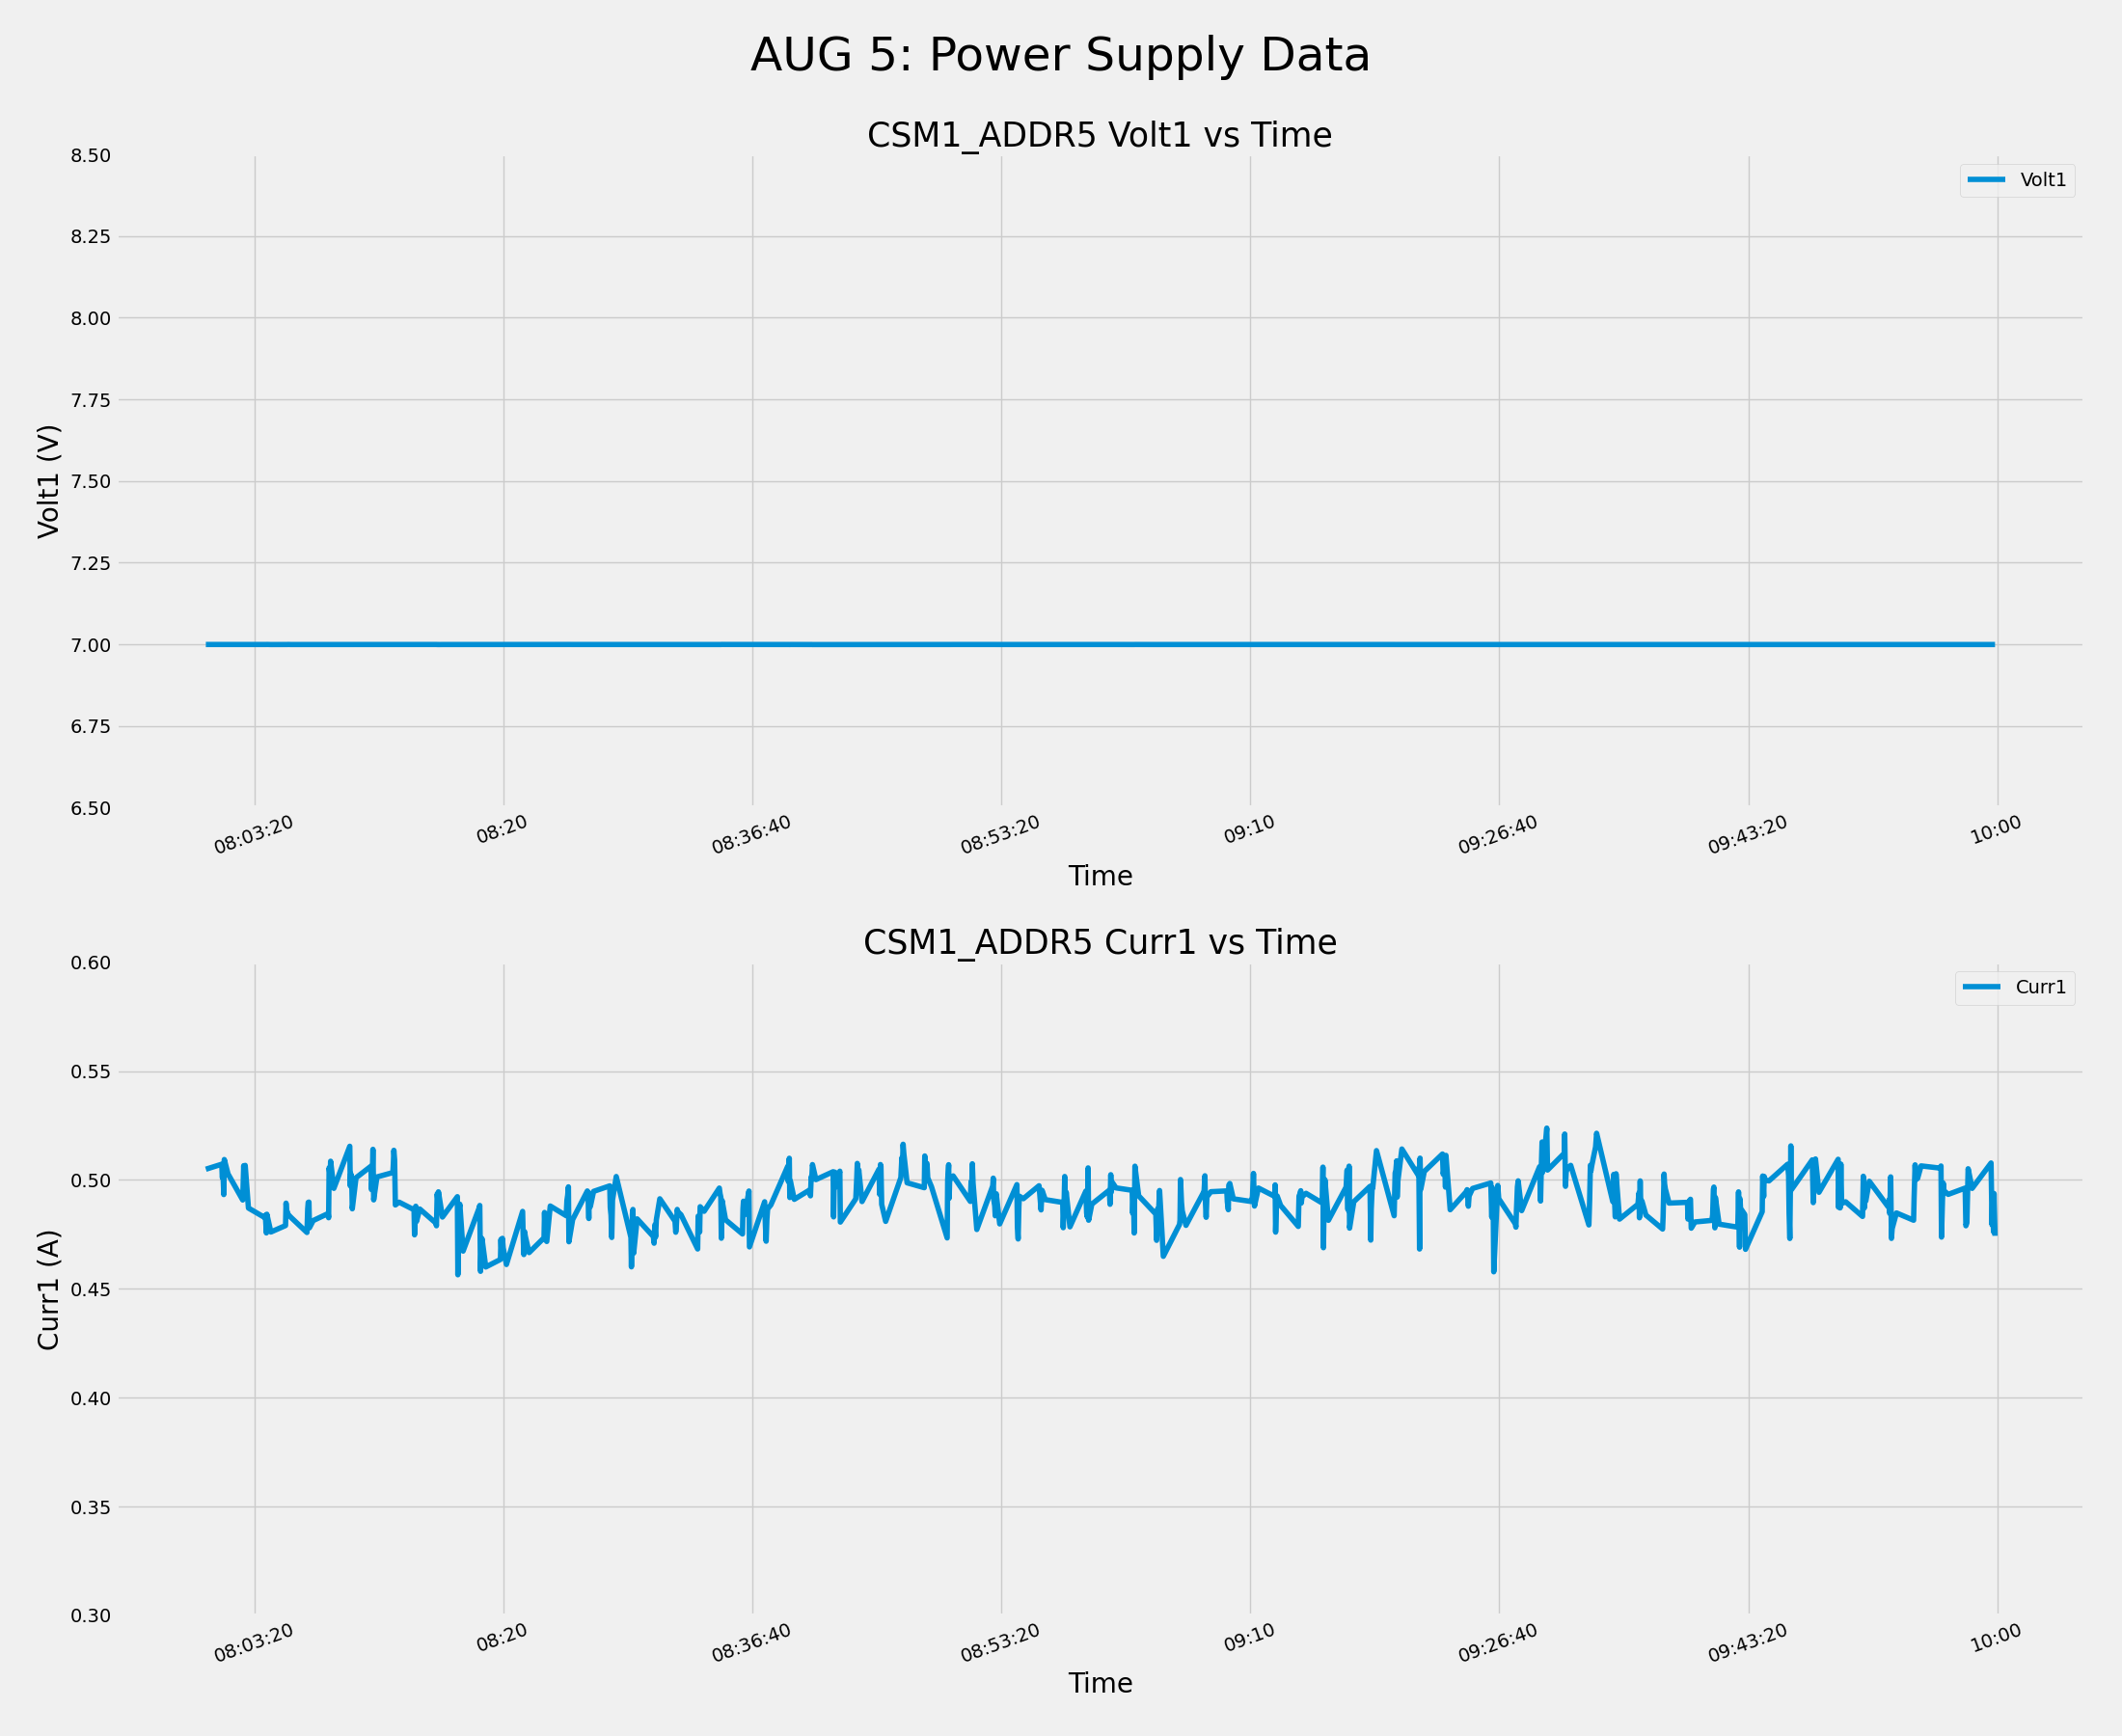 AUG 5: Power Supply Data
CSM1_ADDR5 Volt1 vs Time
8.50
8.25
8.00
7.75
7.50
7.25
7.00
6.75
6.50
Volt1 (V)
Volt1
08:03:20 08:20 08:36:40 08:53:20 09:10 09:26:40 09:43:20 10:00
Time
CSM1_ADDR5 Curr1 vs Time
0.60
0.55
0.50
0.45
0.40
0.35
0.30
Curr1 (A)
Curr1
08:03:20 08:20 08:36:40 08:53:20 09:10 09:26:40 09:43:20 10:00
Time